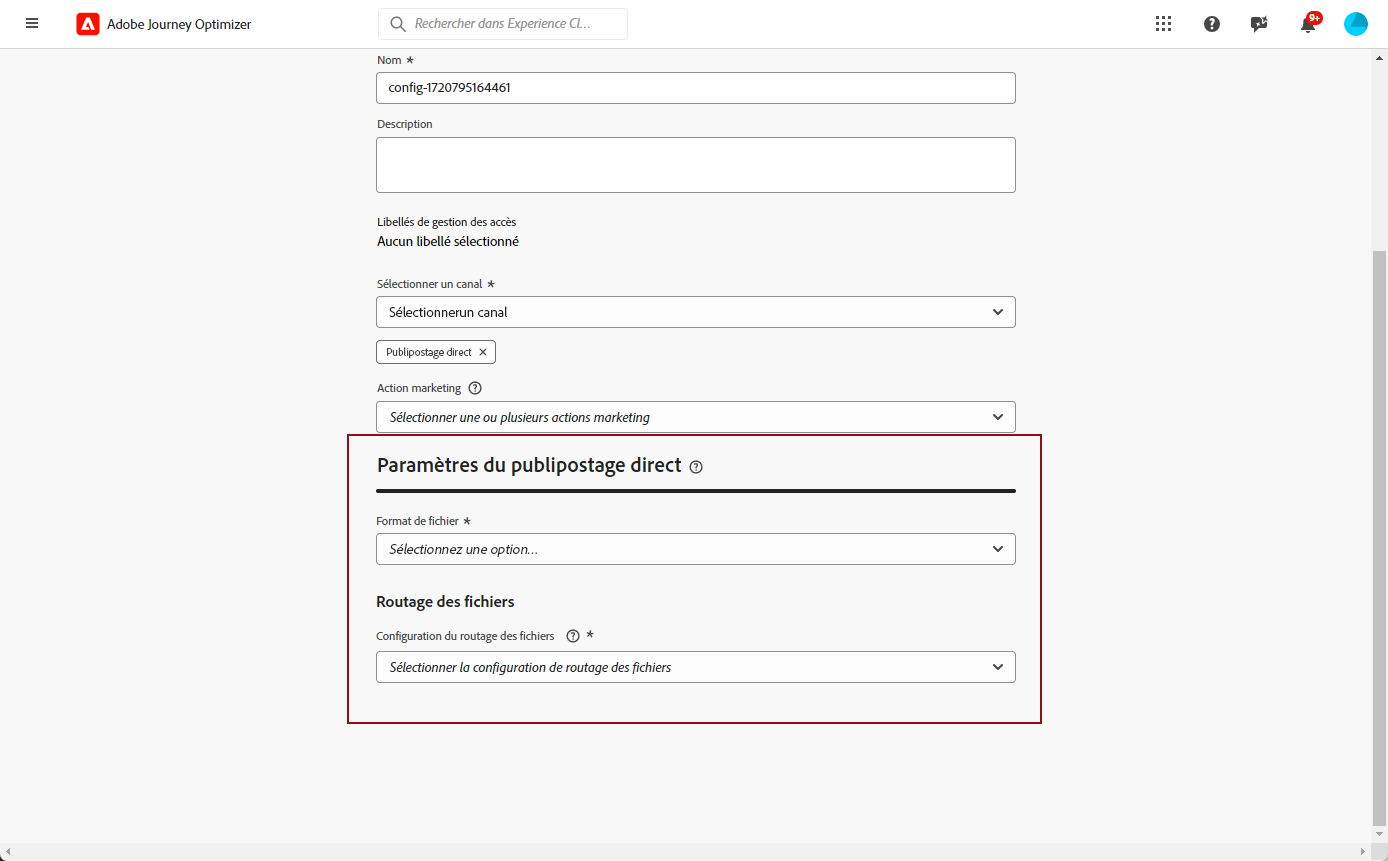 Adobe Journey Optimizer
Rechercher dans Experience Cl...
9+
Nom *
config-1720795164461
Description
Libellés de gestion des accès
Aucun libellé sélectionné
Sélectionner un canal *
Sélectionnerun canal
Publipostage direct ✕
Action marketing ?
Sélectionner une ou plusieurs actions marketing
Paramètres du publipostage direct ?
Format de fichier *
Sélectionnez une option...
Routage des fichiers
Configuration du routage des fichiers ? *
Sélectionner la configuration de routage des fichiers